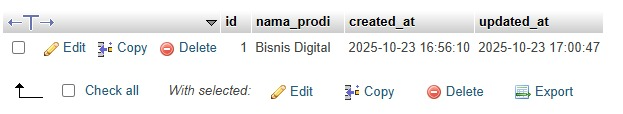 id nama_prodi created_at updated_at
Edit Copy Delete 1 Bisnis Digital 2025-10-23 16:56:10 2025-10-23 17:00:47
Check all With selected: Edit Copy Delete Export